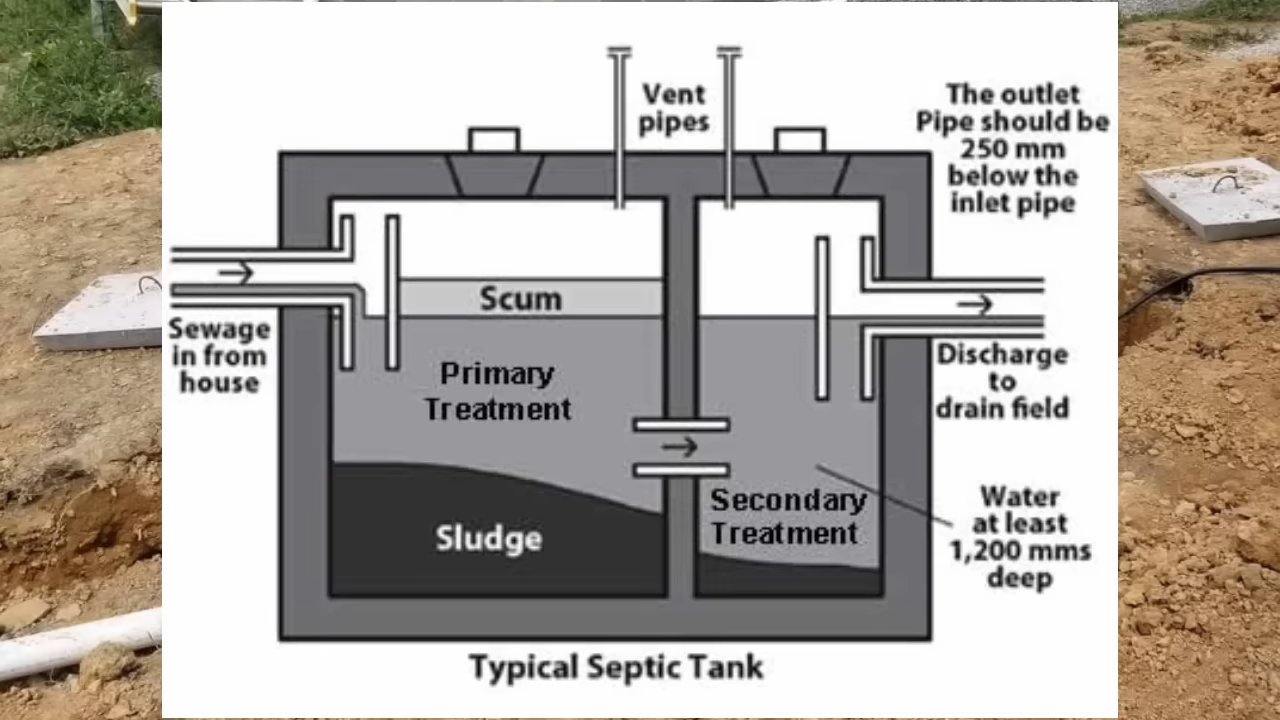 Vent
pipes
The outlet
Pipe should be
250 mm
below the
inlet pipe
Sewage
in from
house
Scum
Primary
Treatment
Sludge
Secondary
Treatment
Discharge
to
drain field
Water
at least
1,200 mms
deep
Typical Septic Tank